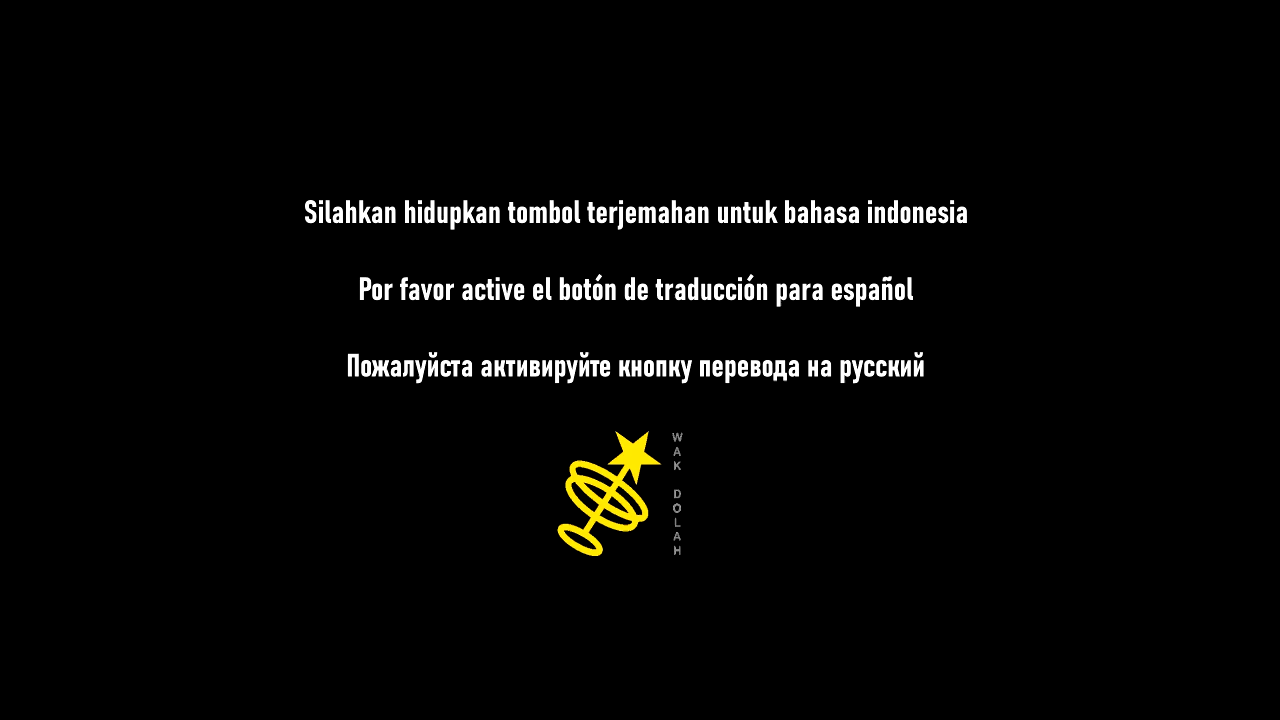 Silahkan hidupkan tombol terjemahan untuk bahasa indonesia
Por favor active el botón de traducción para español
Пожалуйста активируйте кнопку перевода на русский
WAK DOLAH